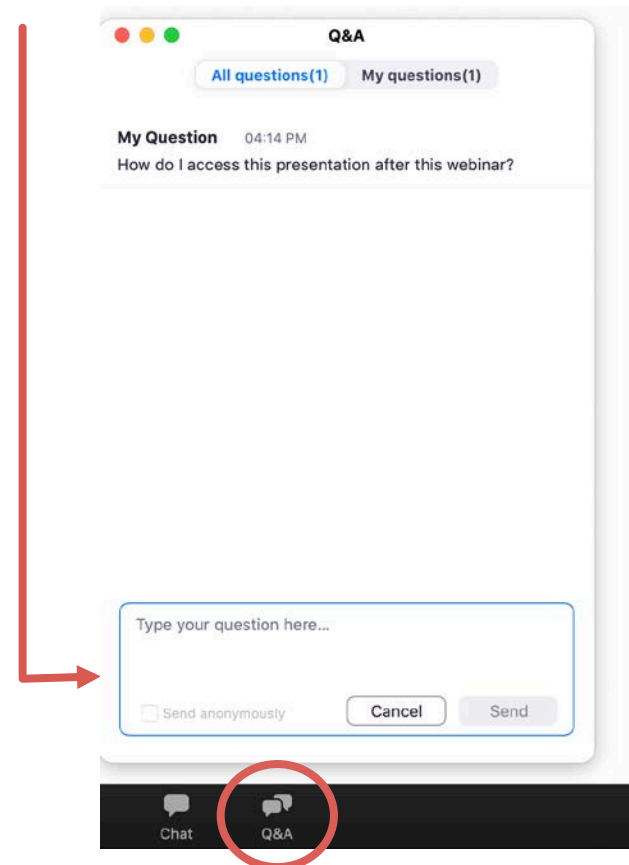 Q&A
All questions(1) My questions(1)
My Question 04:14 PM
How do I access this presentation after this webinar?
Type your question here...
Send anonymously Cancel Send
Chat Q&A